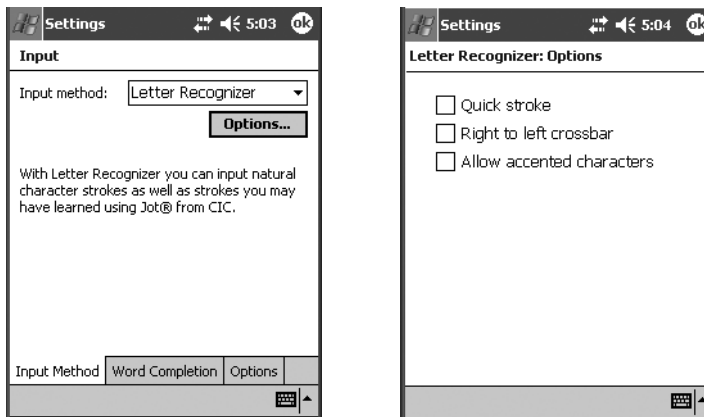 Settings 5:03 ok
Input
Input method: Letter Recognizer
Options...
With Letter Recognizer you can input natural
character strokes as well as strokes you may
have learned using Jot® from CIC.
Input Method Word Completion Options
Settings 5:04 ok
Letter Recognizer: Options
Quick stroke
Right to left crossbar
Allow accented characters